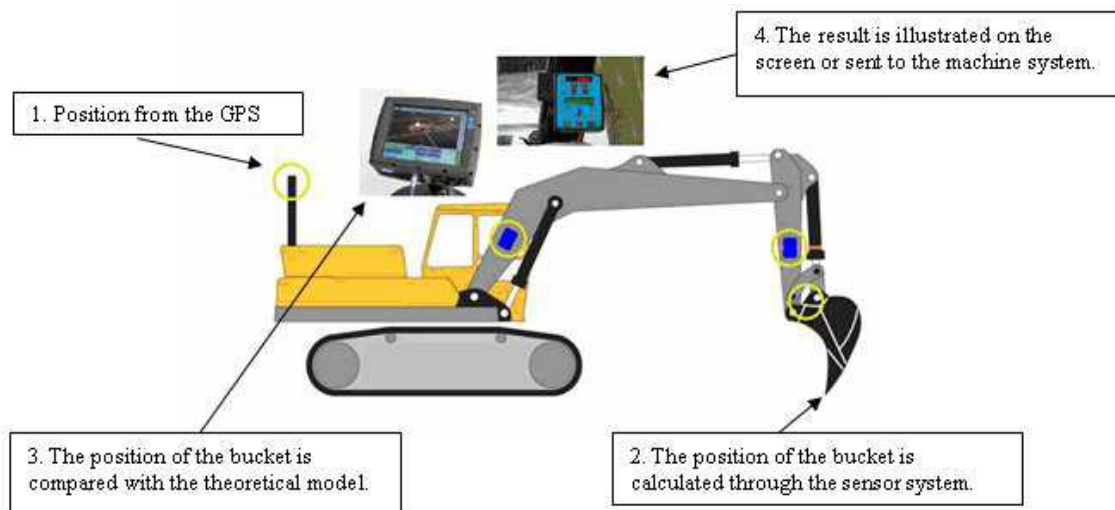 1. Position from the GPS
4. The result is illustrated on the
screen or sent to the machine system.
3. The position of the bucket is
compared with the theoretical model.
2. The position of the bucket is
calculated through the sensor system.